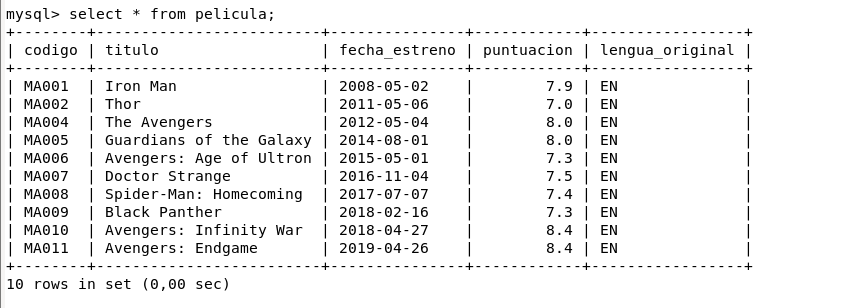 mysql> select * from pelicula;
+--------+-------------------------+---------------+------------+-----------------+
| codigo | titulo                  | fecha_estreno | puntuacion | lengua_original |
+--------+-------------------------+---------------+------------+-----------------+
| MA001  | Iron Man                | 2008-05-02    |        7.9 | EN              |
| MA002  | Thor                    | 2011-05-06    |        7.0 | EN              |
| MA004  | The Avengers            | 2012-05-04    |        8.0 | EN              |
| MA005  | Guardians of the Galaxy | 2014-08-01    |        8.0 | EN              |
| MA006  | Avengers: Age of Ultron | 2015-05-01    |        7.3 | EN              |
| MA007  | Doctor Strange          | 2016-11-04    |        7.5 | EN              |
| MA008  | Spider-Man: Homecoming  | 2017-07-07    |        7.4 | EN              |
| MA009  | Black Panther           | 2018-02-16    |        7.3 | EN              |
| MA010  | Avengers: Infinity War  | 2018-04-27    |        8.4 | EN              |
| MA011  | Avengers: Endgame       | 2019-04-26    |        8.4 | EN              |
+--------+-------------------------+---------------+------------+-----------------+
10 rows in set (0,00 sec)